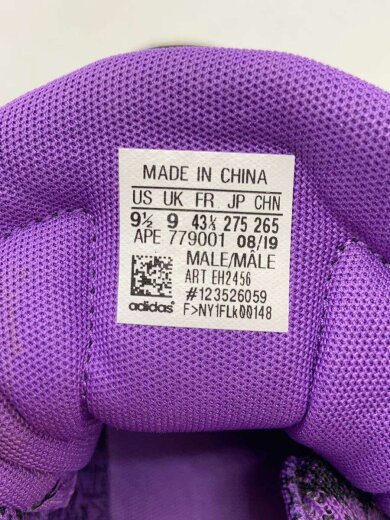 MADE IN CHINA
US UK FR JP CHN
9½ 9 43⅓ 275 265
APE 779001 08/19
MALE/MÂLE
ART EH2456
#123526059
adidas F>NY1FLk00148